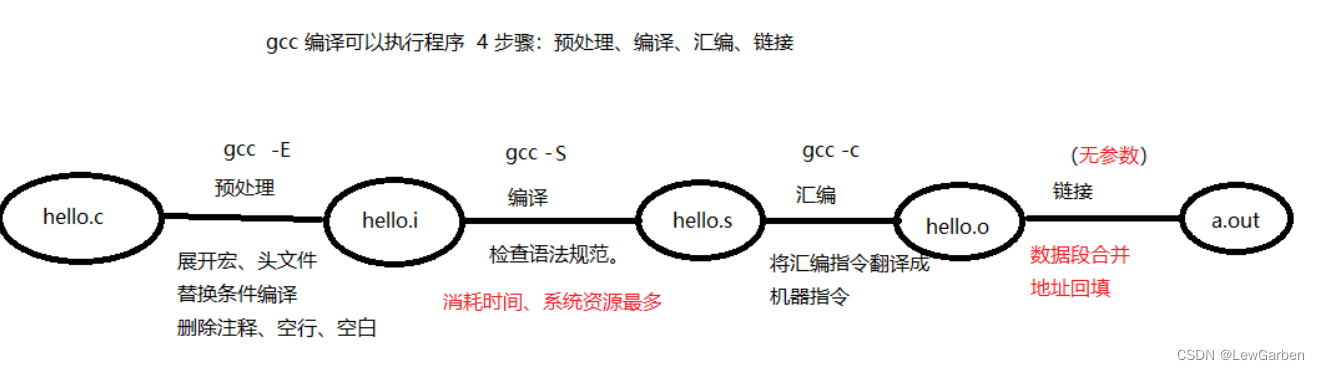 gcc 编译可以执行程序 4 步骤：预处理、编译、汇编、链接
gcc -E
预处理
gcc -S
编译
gcc -c
汇编
(无参数)
链接
hello.c
hello.i
hello.s
hello.o
a.out
展开宏、头文件
替换条件编译
删除注释、空行、空白
检查语法规范。
消耗时间、系统资源最多
将汇编指令翻译成
机器指令
数据段合并
地址回填
CSDN @LewGarben